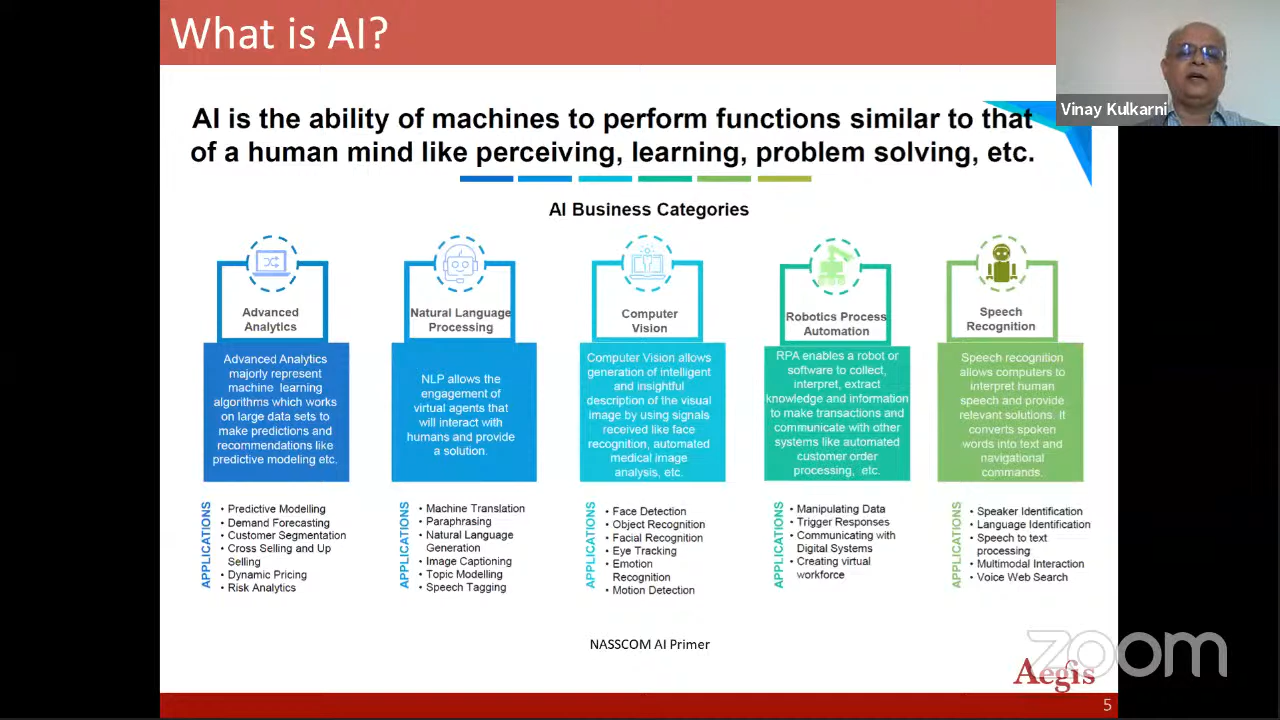 What is AI?
Vinay Kulkarni
AI is the ability of machines to perform functions similar to that
of a human mind like perceiving, learning, problem solving, etc.
AI Business Categories
Advanced
Analytics
Advanced Analytics
majorly represent
machine learning
algorithms which works
on large data sets to
make predictions and
recommendations like
predictive modeling etc.
APPLICATIONS
• Predictive Modelling
• Demand Forecasting
• Customer Segmentation
• Cross Selling and Up
Selling
• Dynamic Pricing
• Risk Analytics
Natural Language
Processing
NLP allows the
engagement of
virtual agents that
will interact with
humans and provide
a solution.
APPLICATIONS
• Machine Translation
• Paraphrasing
• Natural Language
Generation
• Image Captioning
• Topic Modelling
• Speech Tagging
Computer
Vision
Computer Vision allows
generation of intelligent
and insightful
description of the visual
image by using signals
received like face
recognition, automated
medical image
analysis, etc.
APPLICATIONS
• Face Detection
• Object Recognition
• Facial Recognition
• Eye Tracking
• Emotion
Recognition
• Motion Detection
Robotics Process
Automation
RPA enables a robot or
software to collect,
interpret, extract
knowledge and information
to make transactions and
communicate with other
systems like automated
customer order
processing, etc.
APPLICATIONS
• Manipulating Data
• Trigger Responses
• Communicating with
Digital Systems
• Creating virtual
workforce
Speech
Recognition
Speech recognition
allows computers to
interpret human
speech and provide
relevant solutions. It
converts spoken
words into text and
navigational
commands.
APPLICATIONS
• Speaker Identification
• Language Identification
• Speech to text
processing
• Multimodal Interaction
• Voice Web Search
NASSCOM AI Primer
zoom
Aegis
5